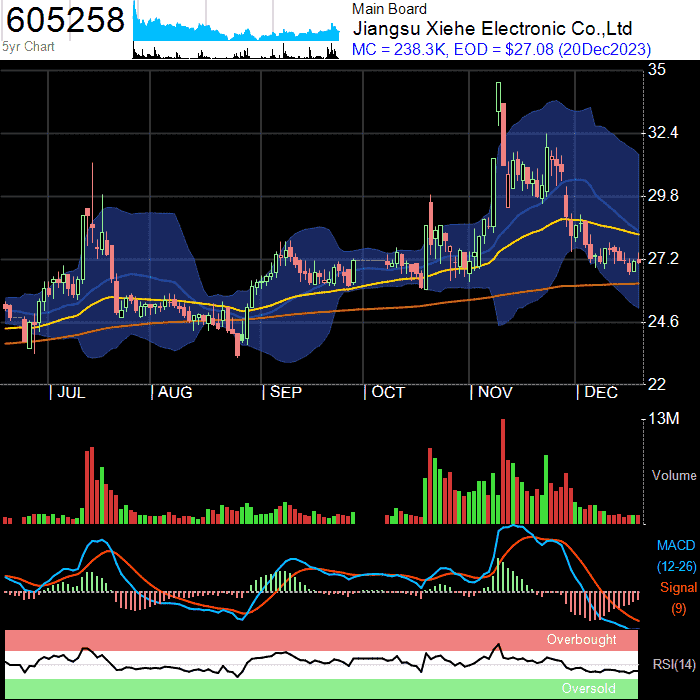 605258
5yr Chart
Main Board
Jiangsu Xiehe Electronic Co.,Ltd
MC = 238.3K, EOD = $27.08 (20Dec2023)
35
32.4
29.8
27.2
24.6
22
JUL
AUG
SEP
OCT
NOV
DEC
13M
Volume
MACD
(12-26)
Signal
(9)
Overbought
RSI(14)
Oversold